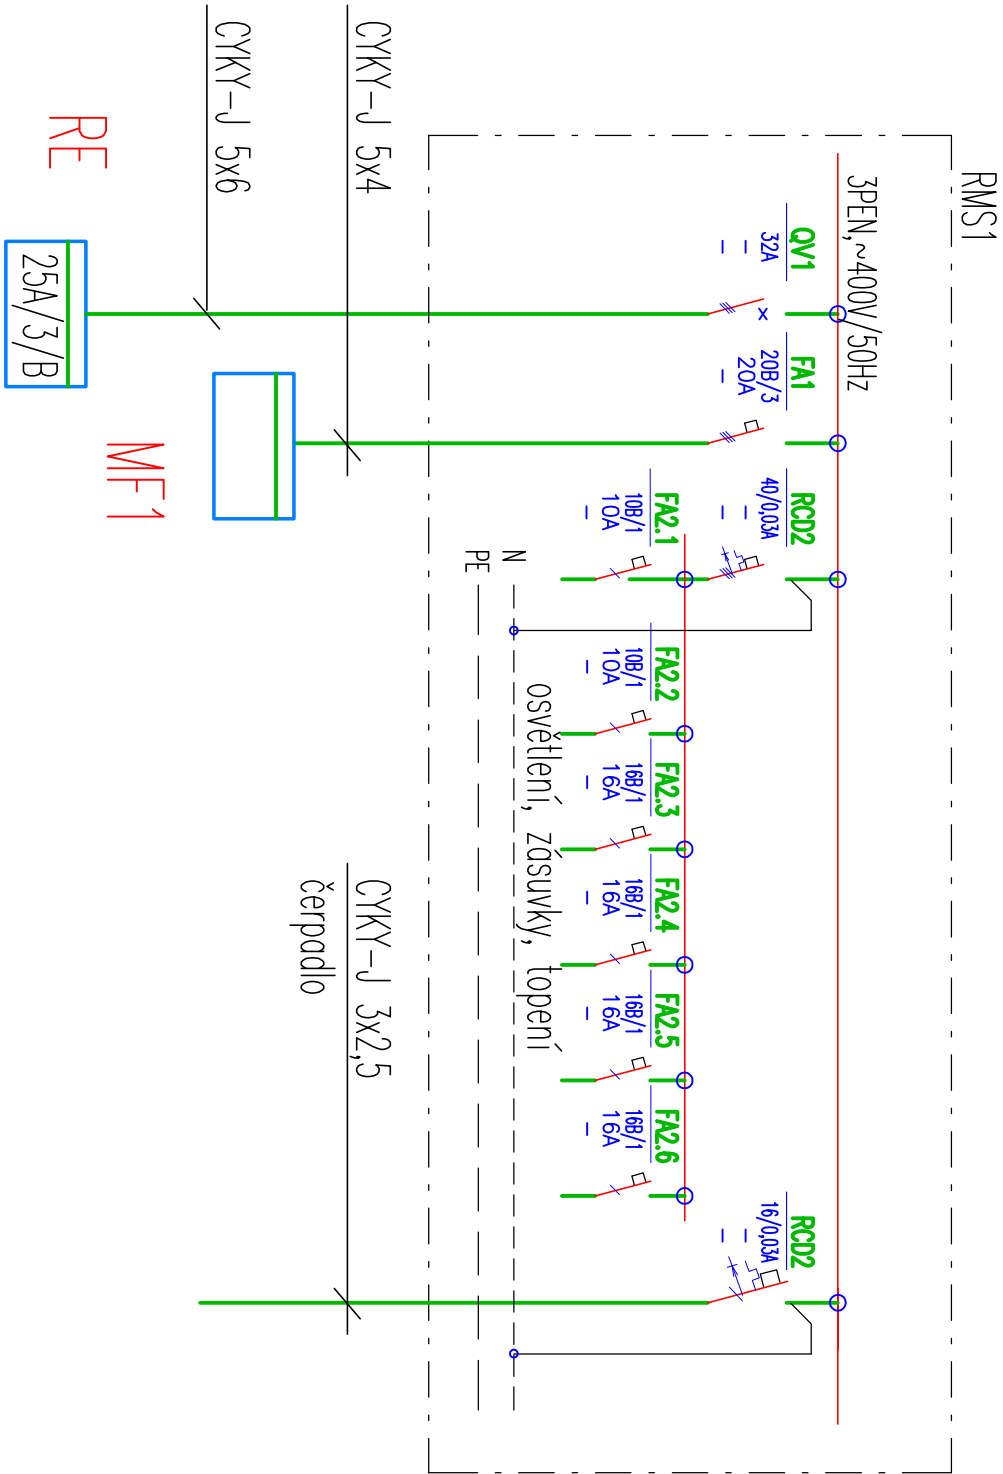 RMS1
3PEN,~400V/50Hz
QV1
32A
-
-
FA1
20B/3
20A
-
RCD2
40/0,03A
-
-
FA2.1
10B/1
10A
-
FA2.2
10B/1
10A
-
FA2.3
16B/1
16A
-
FA2.4
16B/1
16A
-
FA2.5
16B/1
16A
-
FA2.6
16B/1
16A
-
RCD2
16/0,03A
-
-
N
PE
osvětlení, zásuvky, topení
CYKY-J 5x4
CYKY-J 5x6
CYKY-J 3x2,5
čerpadlo
MF1
RE
25A/3/B